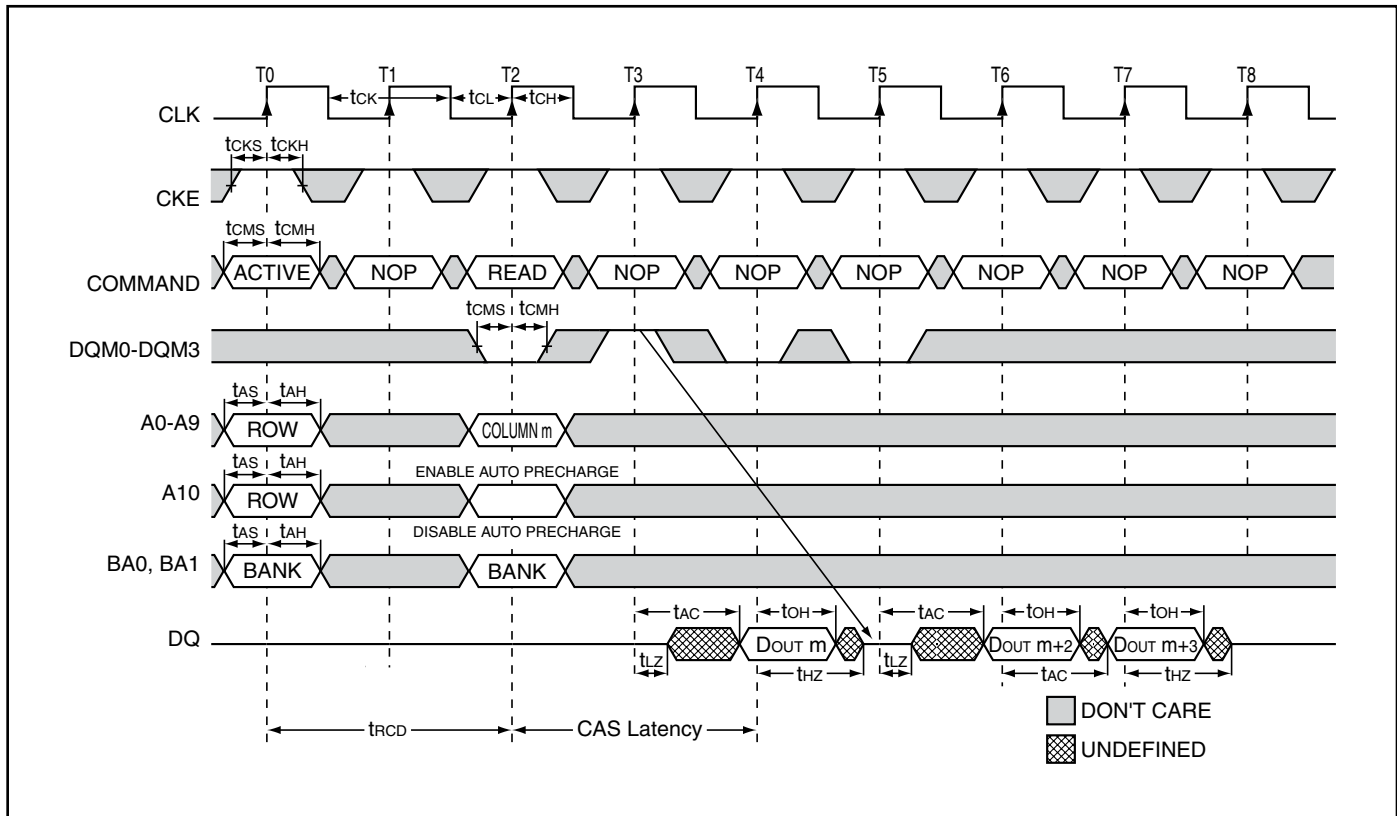 T0 T1 T2 T3 T4 T5 T6 T7 T8
CLK tCK tCL tCH
tCKS tCKH
CKE
tCMS tCMH
COMMAND ACTIVE NOP READ NOP NOP NOP NOP NOP NOP
tCMS tCMH
DQM0-DQM3
tAS tAH
A0-A9 ROW COLUMN m
tAS tAH ENABLE AUTO PRECHARGE
A10 ROW
tAS tAH DISABLE AUTO PRECHARGE
BA0, BA1 BANK BANK
tAC tOH tAC tOH tOH
DQ DOUT m DOUT m+2 DOUT m+3
tLZ tHZ tLZ tAC tHZ
DON'T CARE
tRCD CAS Latency
UNDEFINED